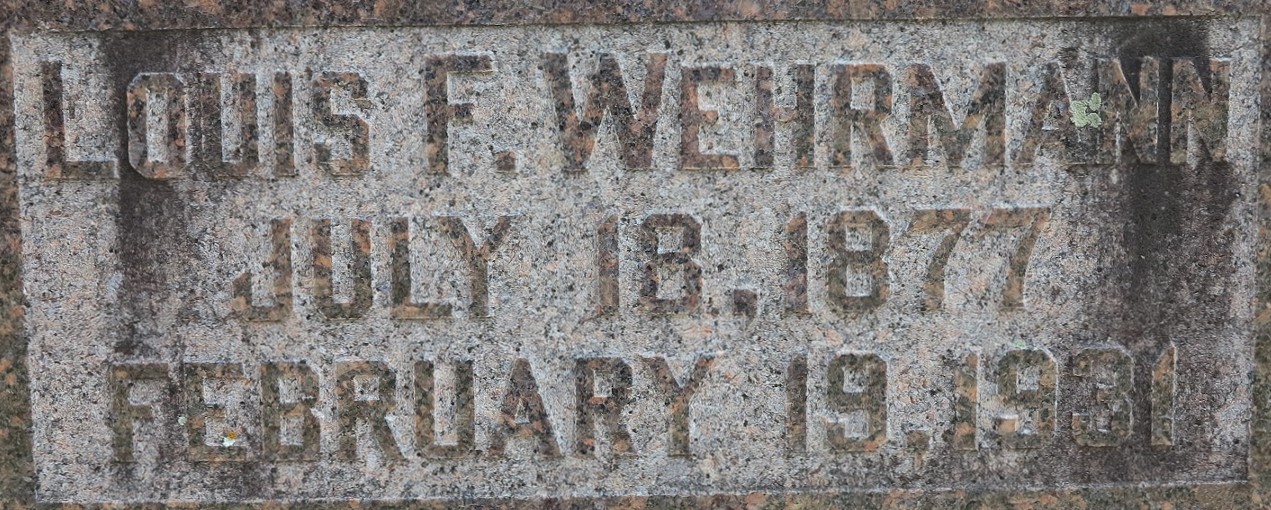 LOUIS F. WEHRMANN
JULY 18, 1877
FEBRUARY 19, 1931